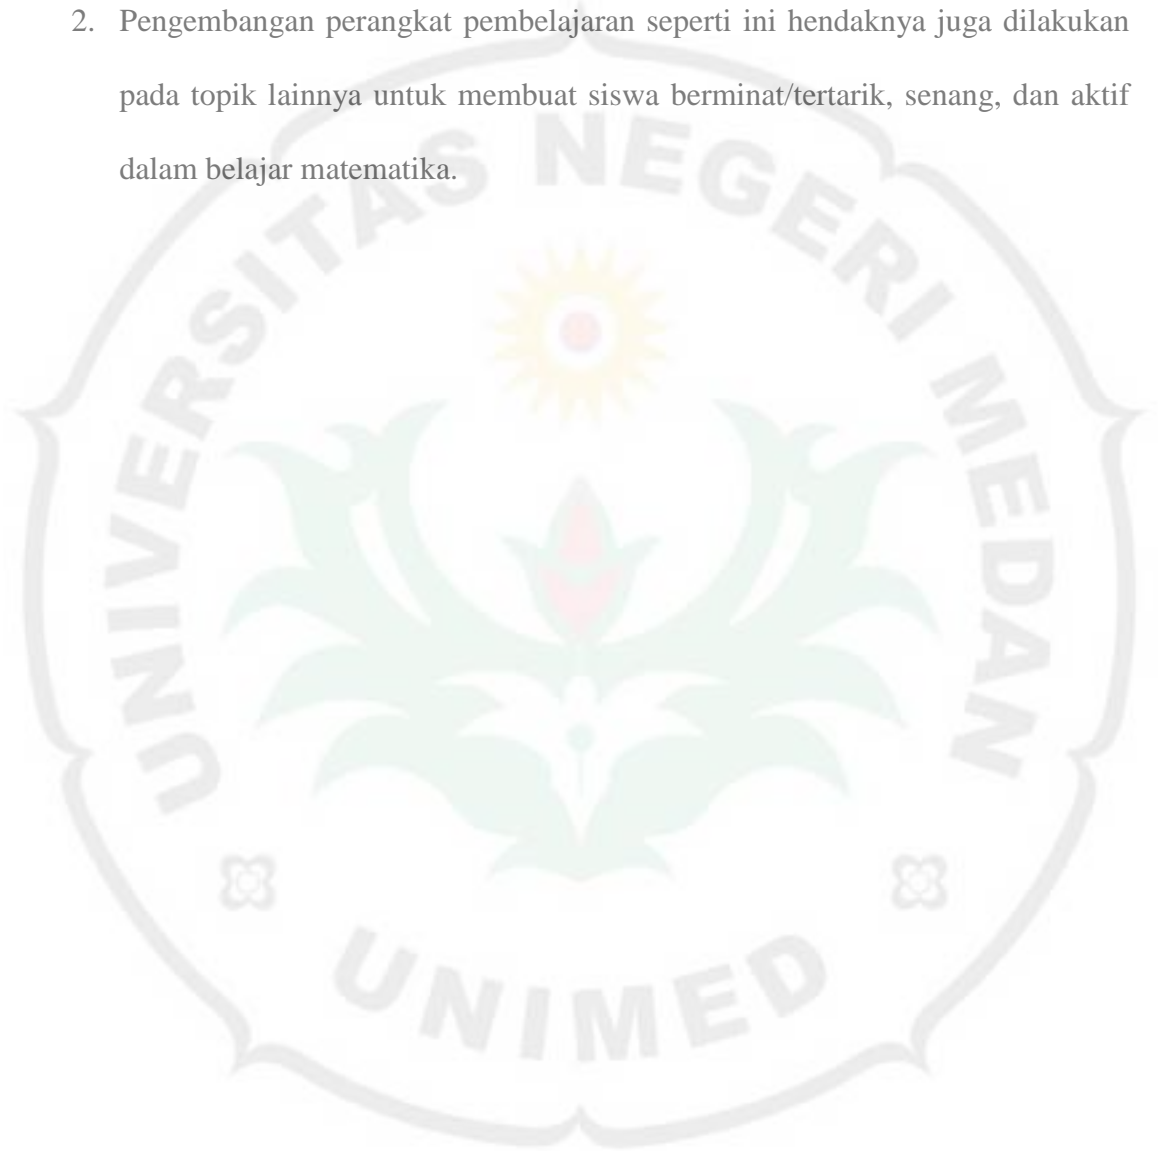 2. Pengembangan perangkat pembelajaran seperti ini hendaknya juga dilakukan
pada topik lainnya untuk membuat siswa berminat/tertarik, senang, dan aktif
dalam belajar matematika.
UNIVERSITAS NEGERI MEDAN
UNIMED